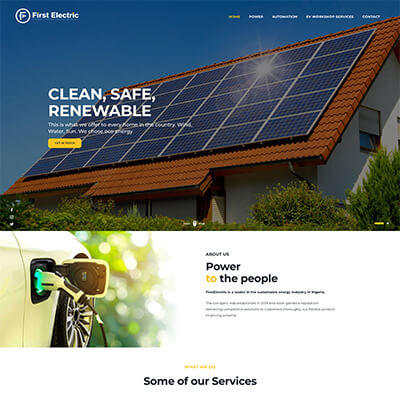 First Electric
HOME POWER AUTOMATION EV WORKSHOP SERVICES CONTACT
CLEAN, SAFE,
RENEWABLE
This is what we offer to every home in the country. Wind,
Water, Sun. We chose eco energy
GET IN TOUCH
ABOUT US
Power
to the people
FirstElectric is a leader in the sustainable energy industry in Nigeria.
The company was established in 2019 and soon gained a reputation
delivering competitive solutions to customers thoroughly, our flexible product
financing scheme.
WHAT WE DO
Some of our Services